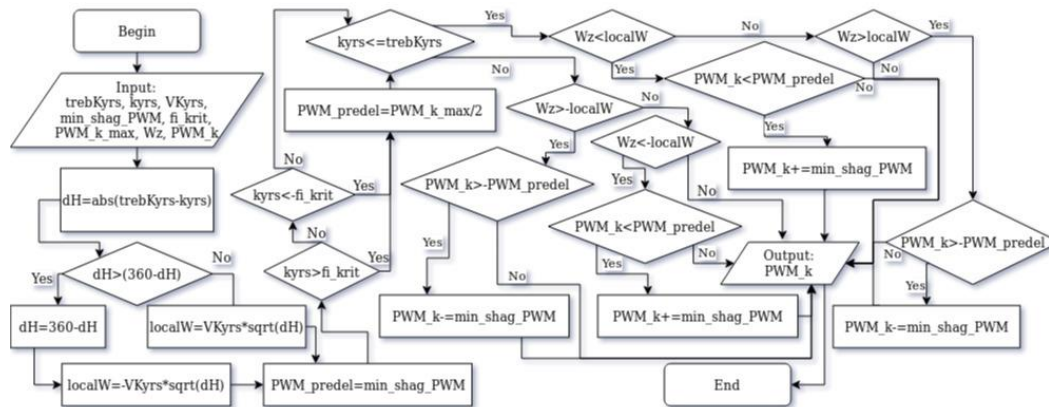 Begin
Input:
trebKyrs, kyrs, VKyrs,
min_shag_PWM, fi_krit,
PWM_k_max, Wz, PWM_k
dH=abs(trebKyrs-kyrs)
dH>(360-dH)
Yes
No
dH=360-dH
localW=VKyrs*sqrt(dH)
localW=-VKyrs*sqrt(dH)
PWM_predel=min_shag_PWM
kyrs>fi_krit
No
Yes
kyrs<-fi_krit
No
Yes
PWM_predel=PWM_k_max/2
kyrs<=trebKyrs
Yes
No
Wz<localW
No
Yes
Wz>localW
Yes
No
PWM_k<PWM_predel
No
Yes
PWM_k+=min_shag_PWM
Wz>-localW
No
Yes
Wz<-localW
Yes
No
PWM_k>-PWM_predel
Yes
No
PWM_k<PWM_predel
Yes
No
PWM_k-=min_shag_PWM
PWM_k+=min_shag_PWM
PWM_k>-PWM_predel
No
Yes
PWM_k-=min_shag_PWM
Output:
PWM_k
End